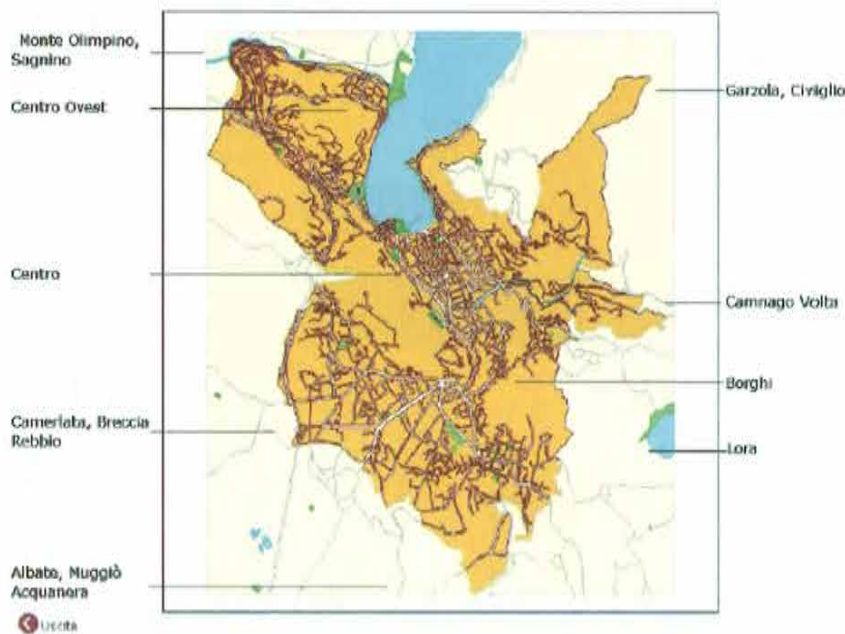 Monte Olimpino,
Sagnino
Centro Ovest
Garzola, Civiglio
Centro
Camnago Volta
Borghi
Camerlata, Breccia
Rebbio
Lora
Albate, Muggiò
Acquanera
Uscita